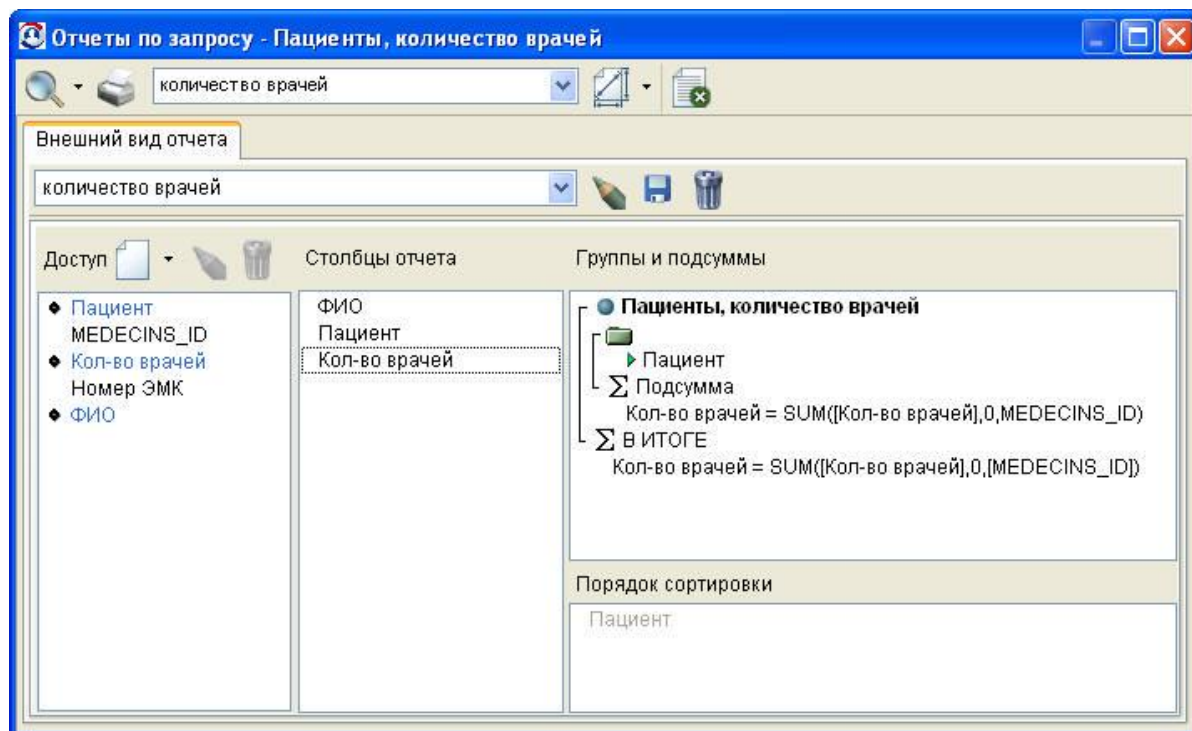 Отчеты по запросу - Пациенты, количество врачей
количество врачей
Внешний вид отчета
количество врачей
Доступ
Столбцы отчета
Группы и подсуммы
Пациент
MEDECINS_ID
Кол-во врачей
Номер ЭМК
ФИО
ФИО
Пациент
Кол-во врачей
Пациенты, количество врачей
Пациент
Σ Подсумма
Кол-во врачей = SUM([Кол-во врачей],0,MEDECINS_ID)
Σ В ИТОГЕ
Кол-во врачей = SUM([Кол-во врачей],0,[MEDECINS_ID])
Порядок сортировки
Пациент